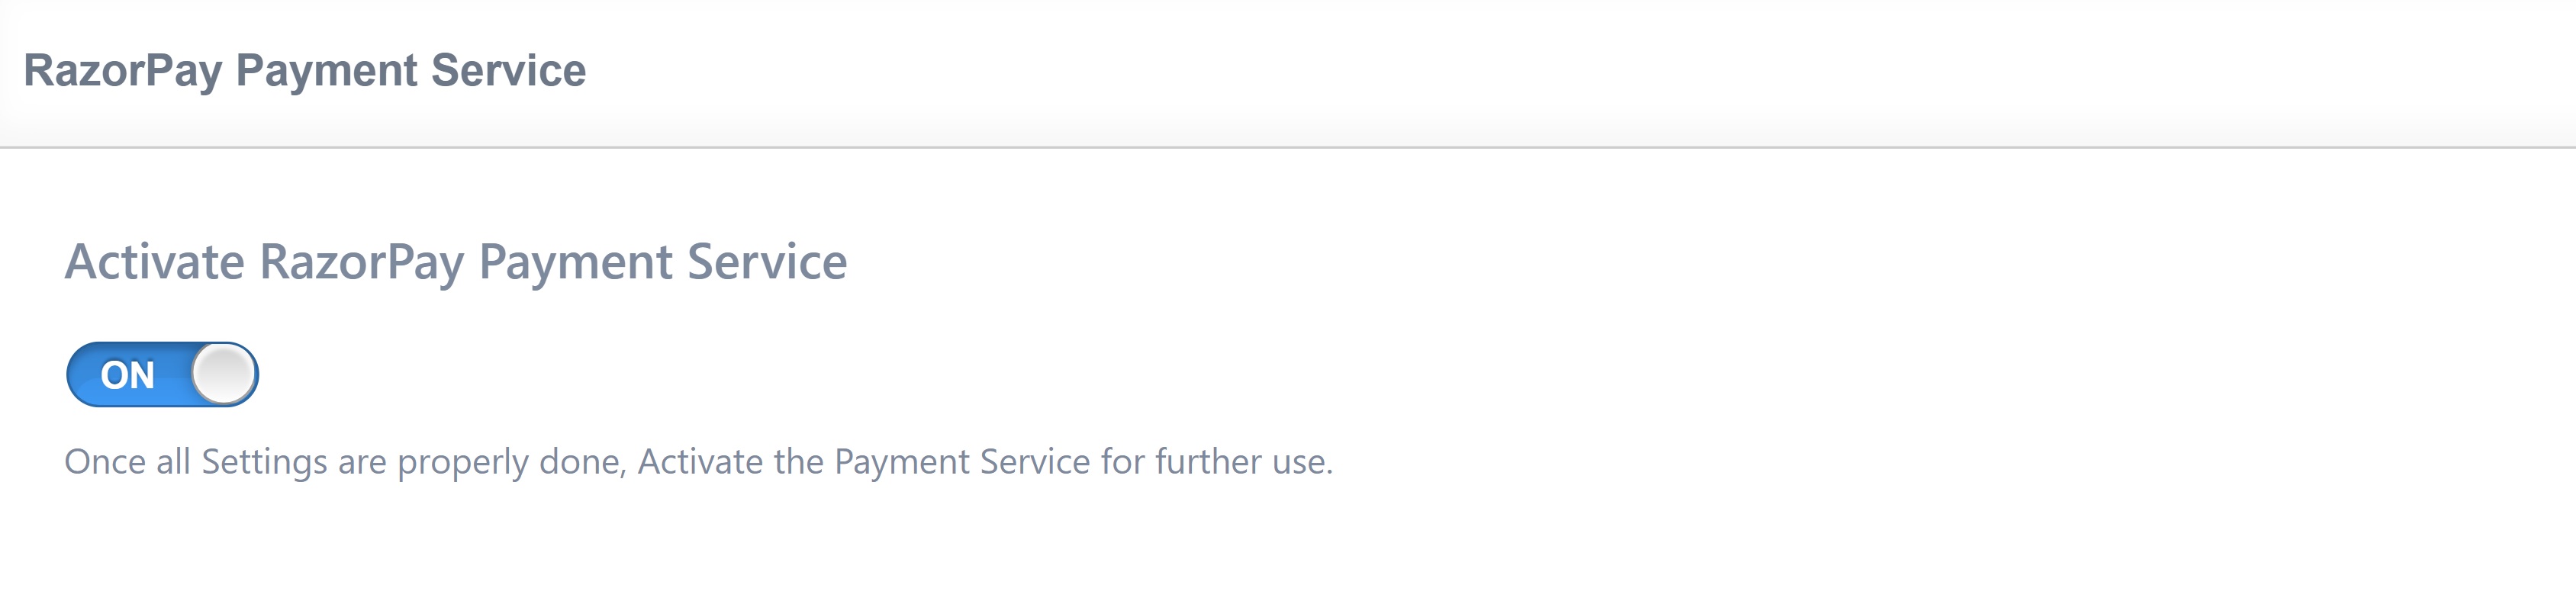 RazorPay Payment Service
Activate RazorPay Payment Service
ON
Once all Settings are properly done, Activate the Payment Service for further use.